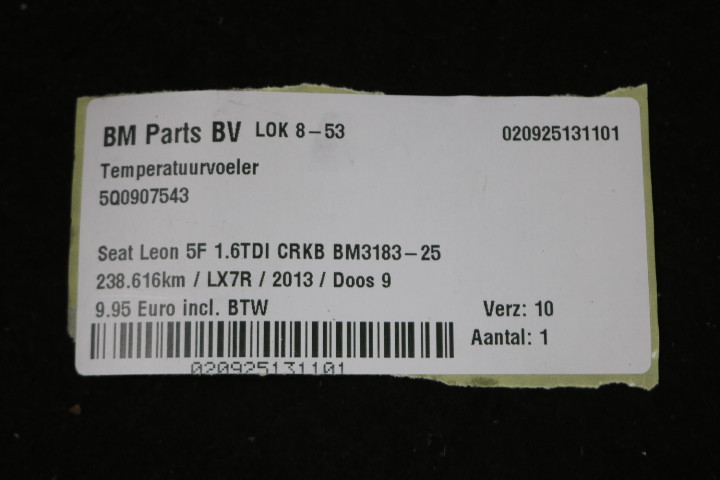 BM Parts BV LOK 8-53 020925131101
Temperatuurvoeler
5Q0907543
Seat Leon 5F 1.6TDI CRKB BM3183-25
238.616km / LX7R / 2013 / Doos 9
9.95 Euro incl. BTW Verz: 10
Aantal: 1
020925131101